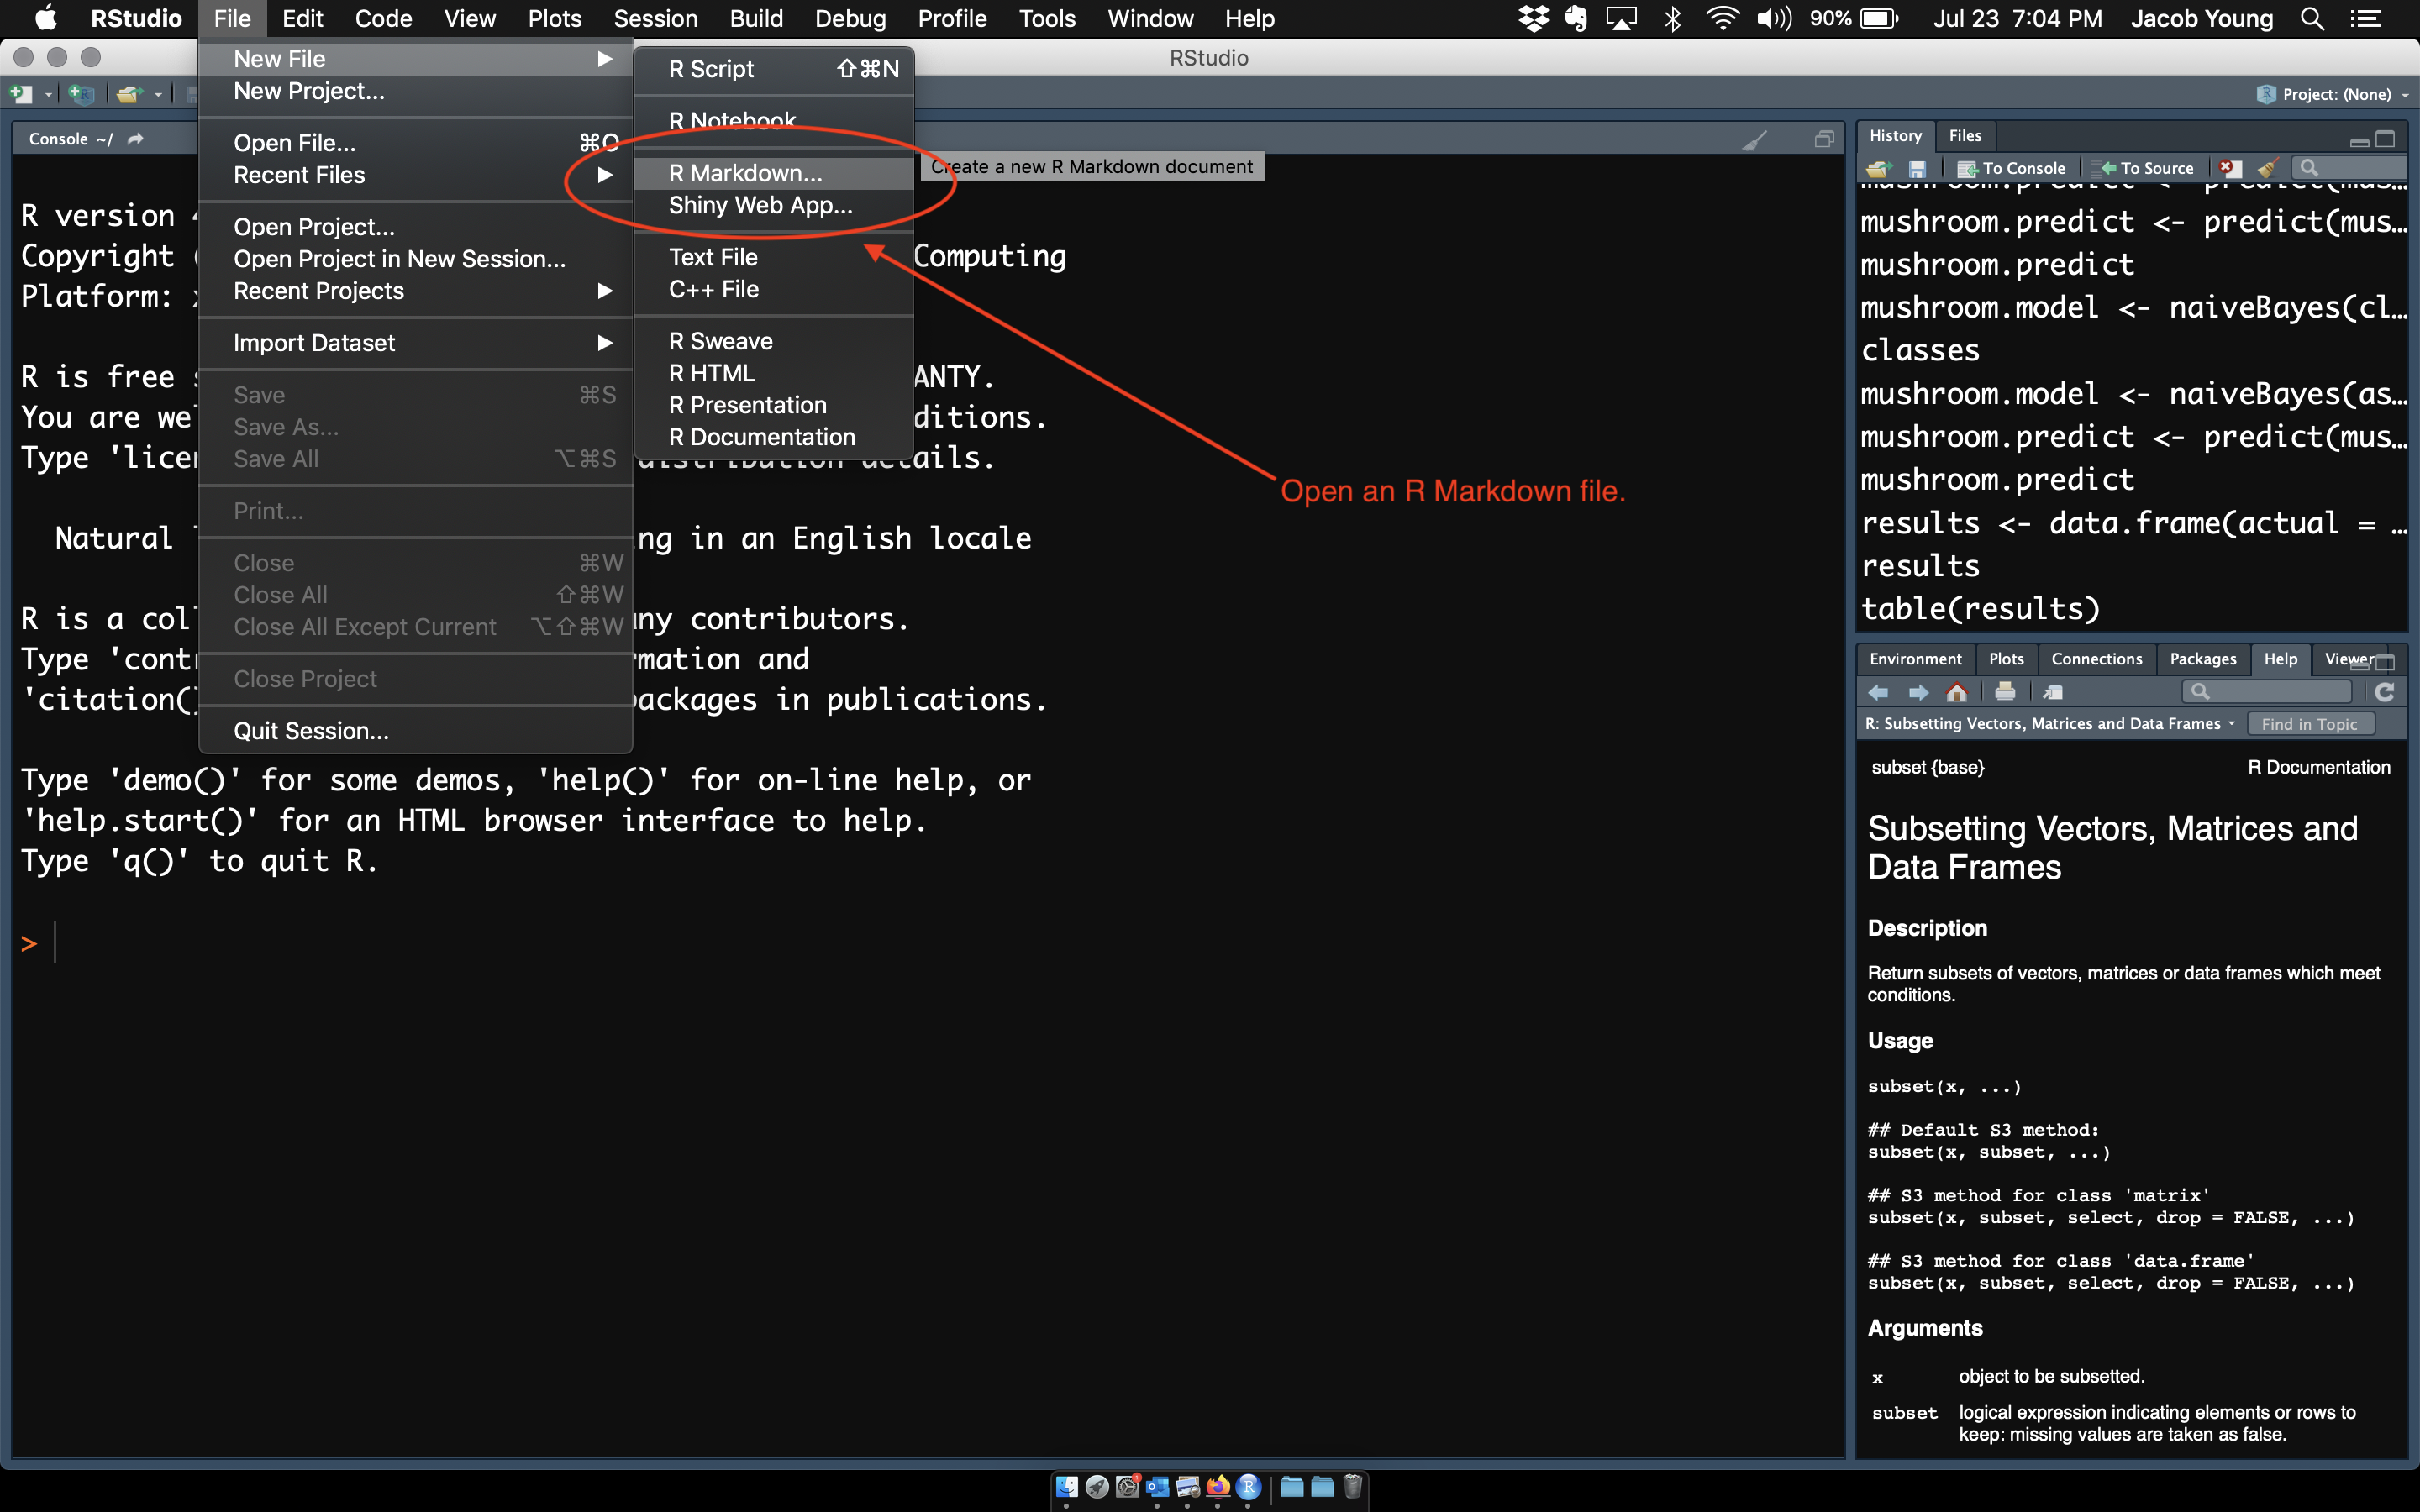 RStudio File Edit Code View Plots Session Build Debug Profile Tools Window Help 90% Jul 23 7:04 PM Jacob Young
RStudio
Project: (None)
New File
New Project...
Open File... ⌘O
Recent Files
Open Project...
Open Project in New Session...
Recent Projects
Import Dataset
Save ⌘S
Save As...
Save All ⌥⌘S
Print...
Close ⌘W
Close All ⇧⌘W
Close All Except Current ⌥⇧⌘W
Close Project
Quit Session...
R Script ⇧⌘N
R Notebook
R Markdown...
Shiny Web App...
Text File
C++ File
R Sweave
R HTML
R Presentation
R Documentation
Create a new R Markdown document
Open an R Markdown file.
Console ~/
R version
Copyright Computing
Platform:
R is free ANTY.
You are ditions.
Type distribution details.
Natural in an English locale
R is a contributors.
Type and
'citation() packages in publications.
Type 'demo()' for some demos, 'help()' for on-line help, or
'help.start()' for an HTML browser interface to help.
Type 'q()' to quit R.
>
History Files
To Console To Source
mushroom.predict <- predict(mus...
mushroom.predict <- predict(mus...
mushroom.predict
mushroom.model <- naiveBayes(cl...
classes
mushroom.model <- naiveBayes(as...
mushroom.predict <- predict(mus...
mushroom.predict
results <- data.frame(actual = ...
results
table(results)
Environment Plots Connections Packages Help Viewer
R: Subsetting Vectors, Matrices and Data Frames Find in Topic
subset {base} R Documentation
Subsetting Vectors, Matrices and
Data Frames
Description
Return subsets of vectors, matrices or data frames which meet
conditions.
Usage
subset(x, ...)
## Default S3 method:
subset(x, subset, ...)
## S3 method for class 'matrix'
subset(x, subset, select, drop = FALSE, ...)
## S3 method for class 'data.frame'
subset(x, subset, select, drop = FALSE, ...)
Arguments
x object to be subsetted.
subset logical expression indicating elements or rows to
keep: missing values are taken as false.